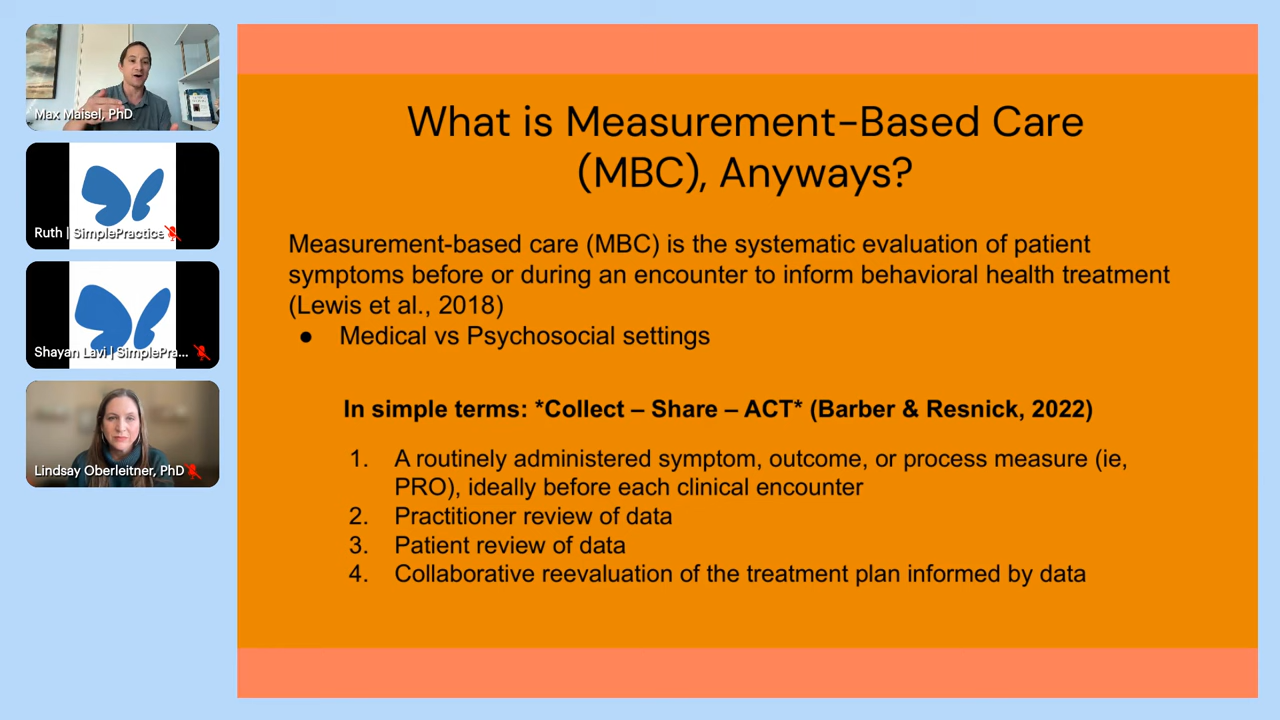 Max Maisel, PhD
Ruth | SimplePractice
Shayan Lavi | SimplePra...
Lindsay Oberleitner, PhD
What is Measurement-Based Care
(MBC), Anyways?
Measurement-based care (MBC) is the systematic evaluation of patient
symptoms before or during an encounter to inform behavioral health treatment
(Lewis et al., 2018)
● Medical vs Psychosocial settings
In simple terms: *Collect – Share – ACT* (Barber & Resnick, 2022)
1. A routinely administered symptom, outcome, or process measure (ie,
PRO), ideally before each clinical encounter
2. Practitioner review of data
3. Patient review of data
4. Collaborative reevaluation of the treatment plan informed by data